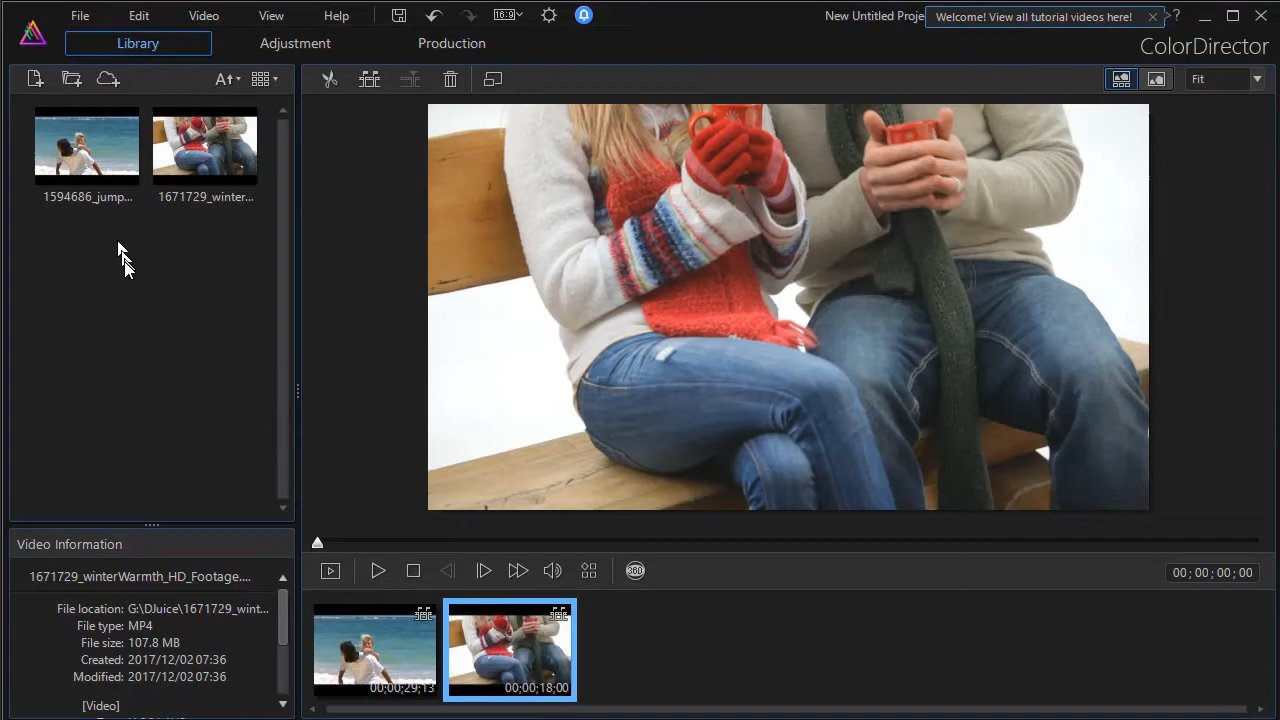 File Edit Video View Help 16:9 New Untitled Proje Welcome! View all tutorial videos here! ?
Library Adjustment Production ColorDirector
A Fit
1594686_jump... 1671729_winter...
Video Information
1671729_winterWarmth_HD_Footage....
File location: G:\DJuice\1671729_wint...
File type: MP4
File size: 107.8 MB
Created: 2017/12/02 07:36
Modified: 2017/12/02 07:36
[Video]
360
00;00;00;00
00;00;29;13 00;00;18;00